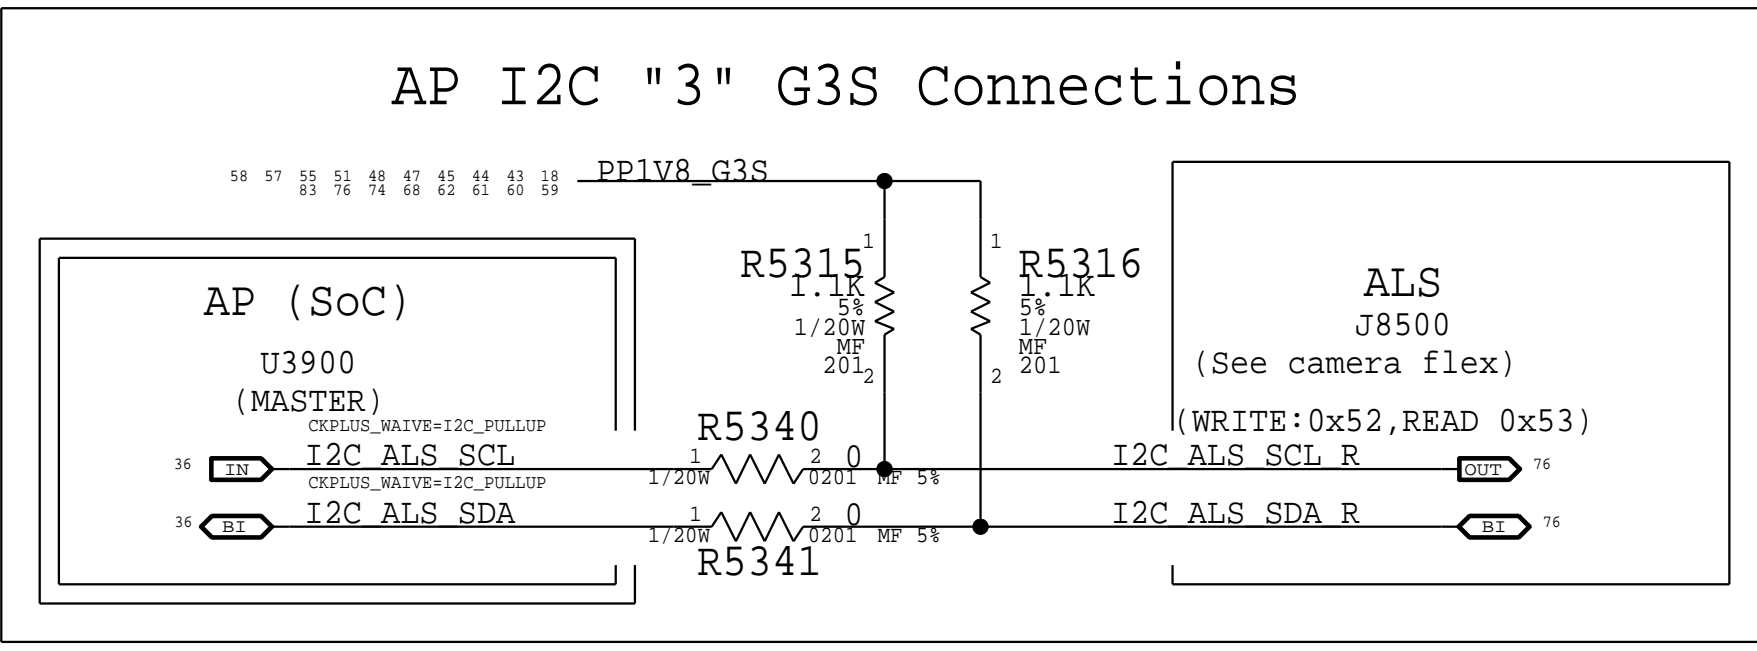 AP I2C "3" G3S Connections
58 57 55 51 48 47 45 44 43 18
83 76 74 68 62 61 60 59
PP1V8_G3S
AP (SoC)
U3900
(MASTER)
R5315
1.1K
5%
1/20W
MF
201
1
2
R5316
1.1K
5%
1/20W
MF
201
1
2
ALS
J8500
(See camera flex)
(WRITE:0x52,READ 0x53)
CKPLUS_WAIVE=I2C_PULLUP
36 IN I2C_ALS_SCL
R5340
1 2 0
1/20W 0201 MF 5%
I2C_ALS_SCL_R OUT 76
CKPLUS_WAIVE=I2C_PULLUP
36 BI I2C_ALS_SDA
1 2 0
1/20W 0201 MF 5%
R5341
I2C_ALS_SDA_R BI 76